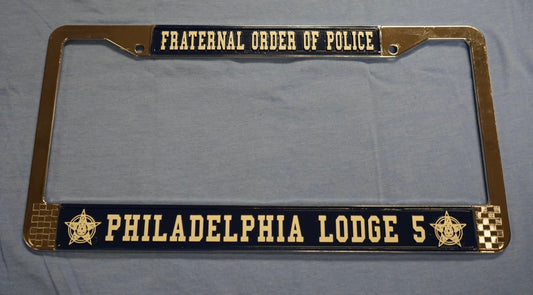 FRATERNAL ORDER OF POLICE
PHILADELPHIA LODGE 5